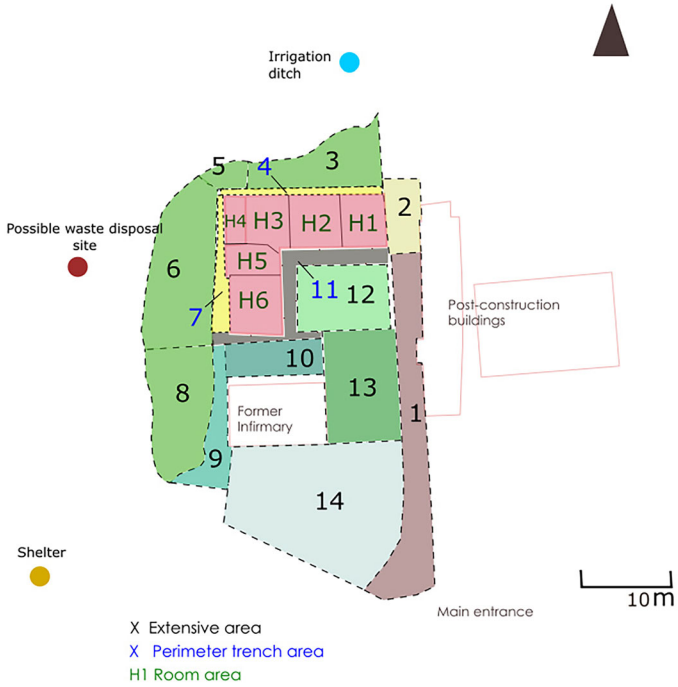 Irrigation
ditch
5
4
3
H4
H3
H2
H1
2
Possible waste disposal
site
6
H5
11
12
7
H6
Post-construction
buildings
10
8
13
Former
Infirmary
1
9
14
Shelter
10m
Main entrance
X Extensive area
X Perimeter trench area
H1 Room area